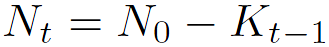 N_t = N_0 − K_{t−1}